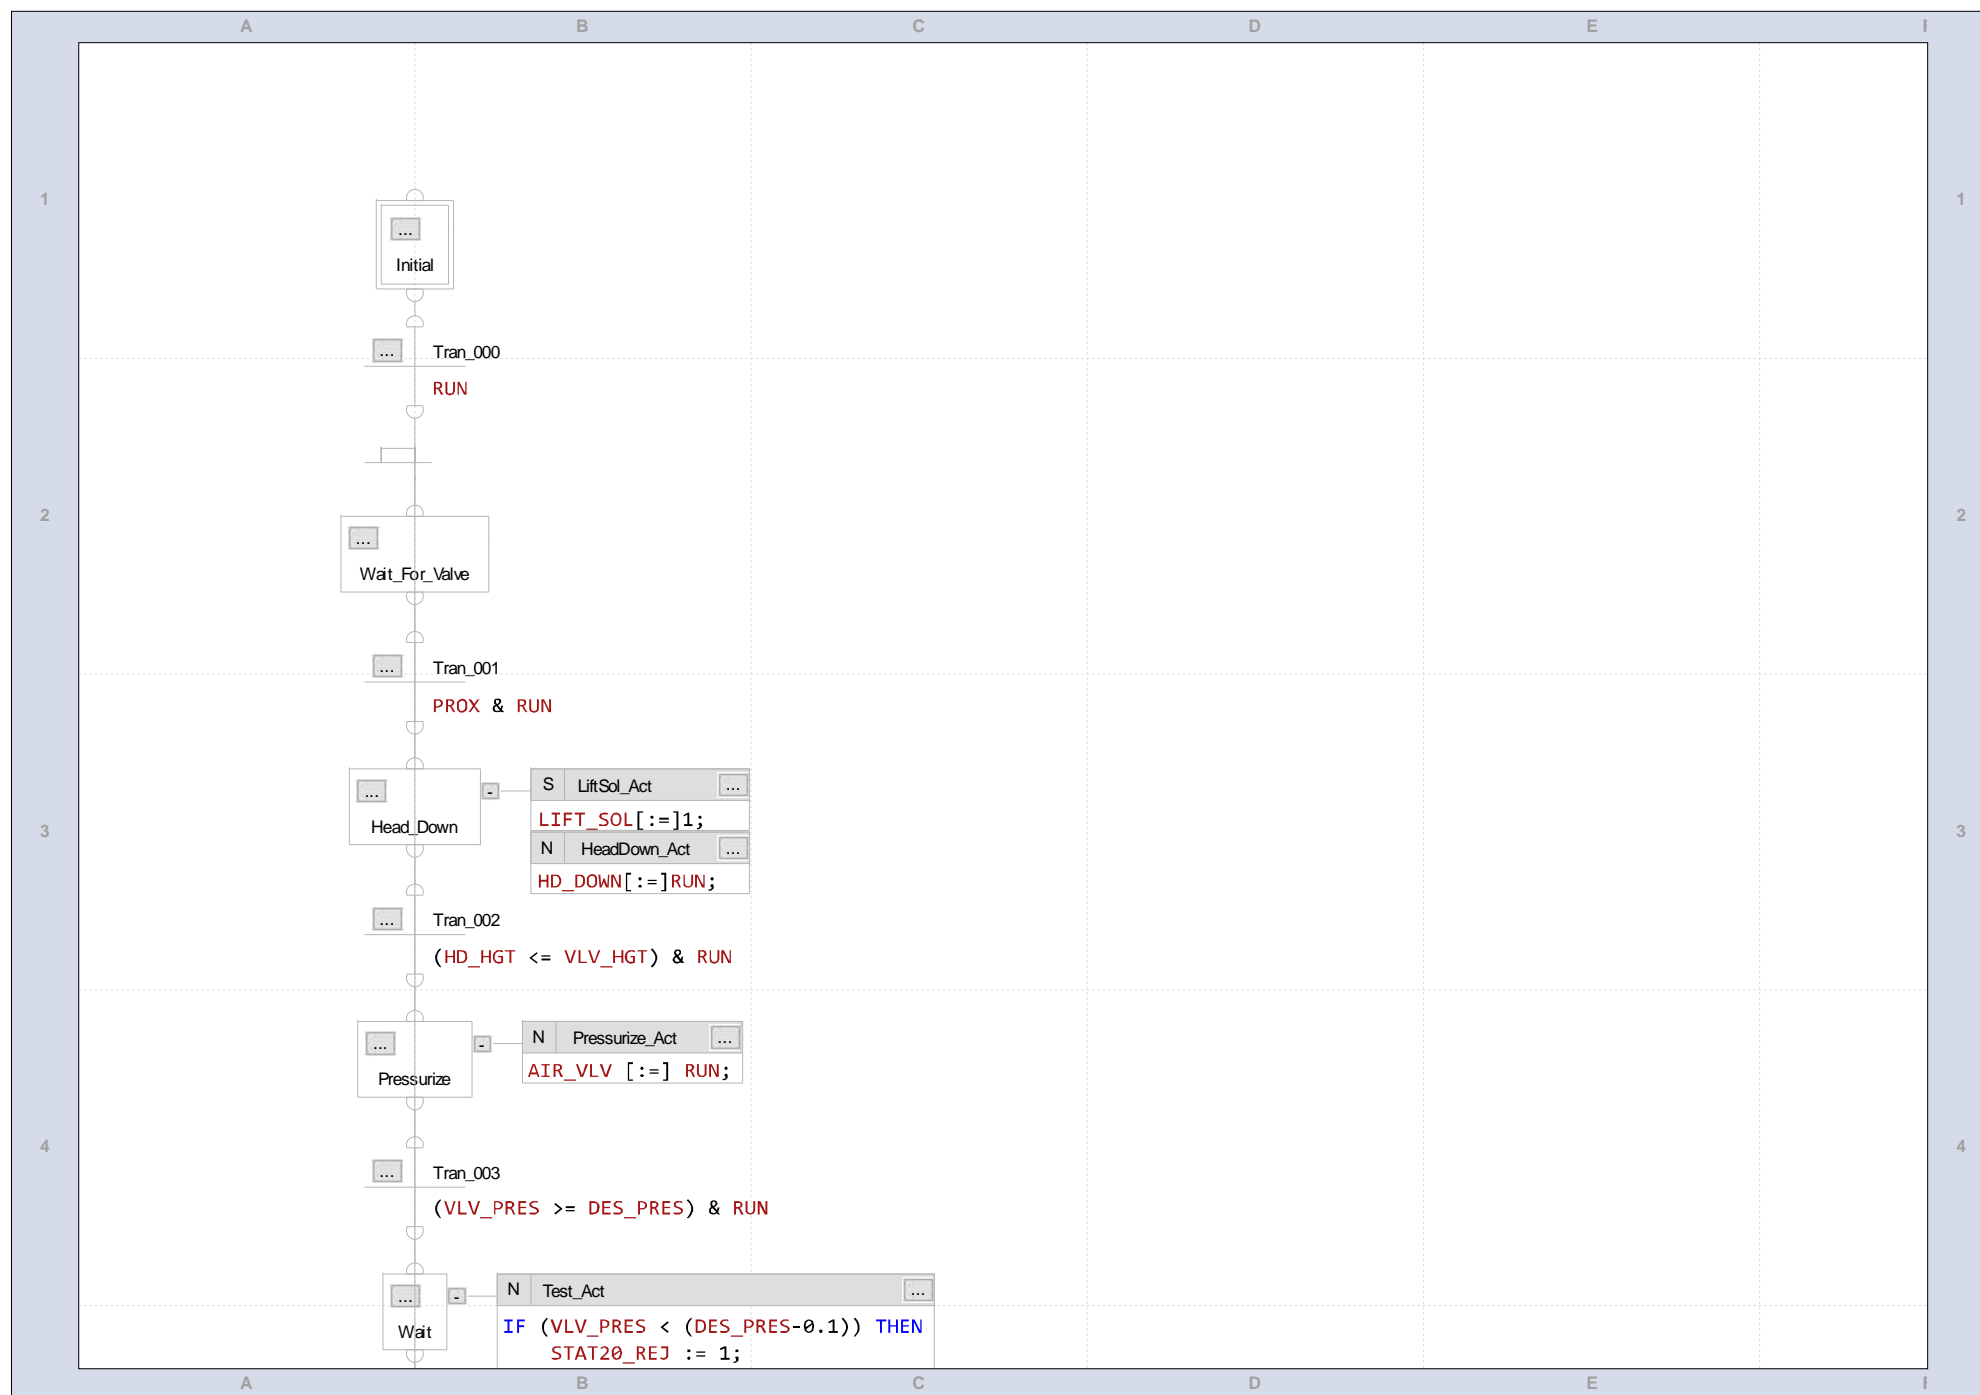 A B C D E F
1 1
...
Initial
... Tran_000
RUN
2 2
...
Wait_For_Valve
... Tran_001
PROX & RUN
... - S LiftSol_Act ...
LIFT_SOL[:=]1;
3 Head_Down 3
N HeadDown_Act ...
HD_DOWN[:=]RUN;
... Tran_002
(HD_HGT <= VLV_HGT) & RUN
... - N Pressurize_Act ...
AIR_VLV [:=] RUN;
Pressurize
4 4
... Tran_003
(VLV_PRES >= DES_PRES) & RUN
... - N Test_Act ...
IF (VLV_PRES < (DES_PRES-0.1)) THEN
Wait
STAT20_REJ := 1;
A B C D E